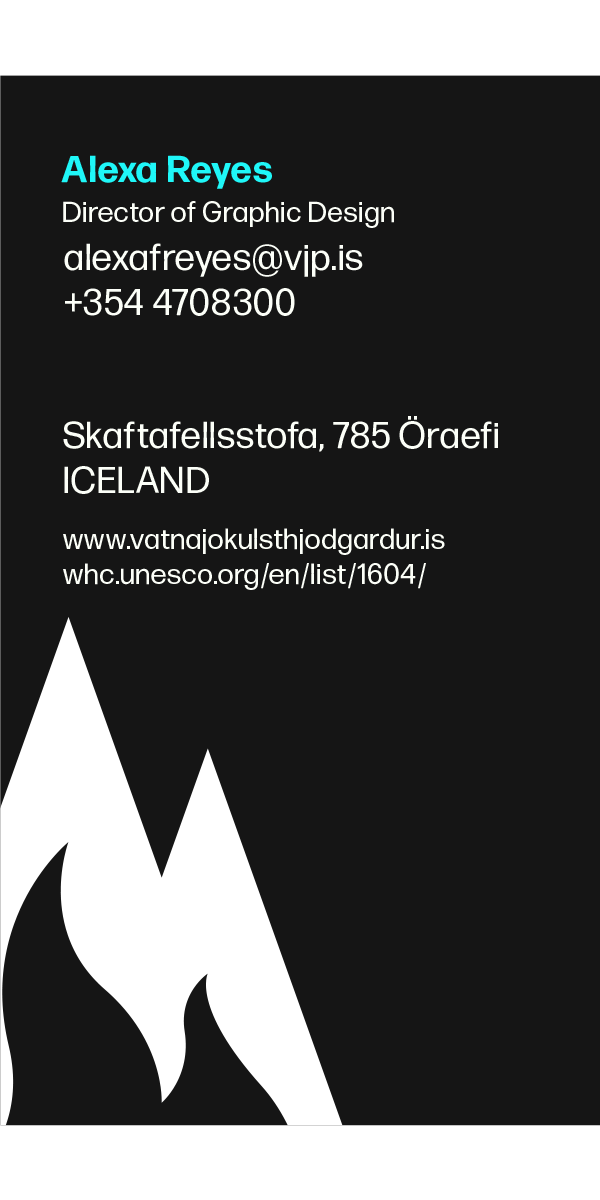 Alexa Reyes
Director of Graphic Design
alexafreyes@vjp.is
+354 4708300
Skaftafellsstofa, 785 Öraefi
ICELAND
www.vatnajokulsthjodgardur.is
whc.unesco.org/en/list/1604/